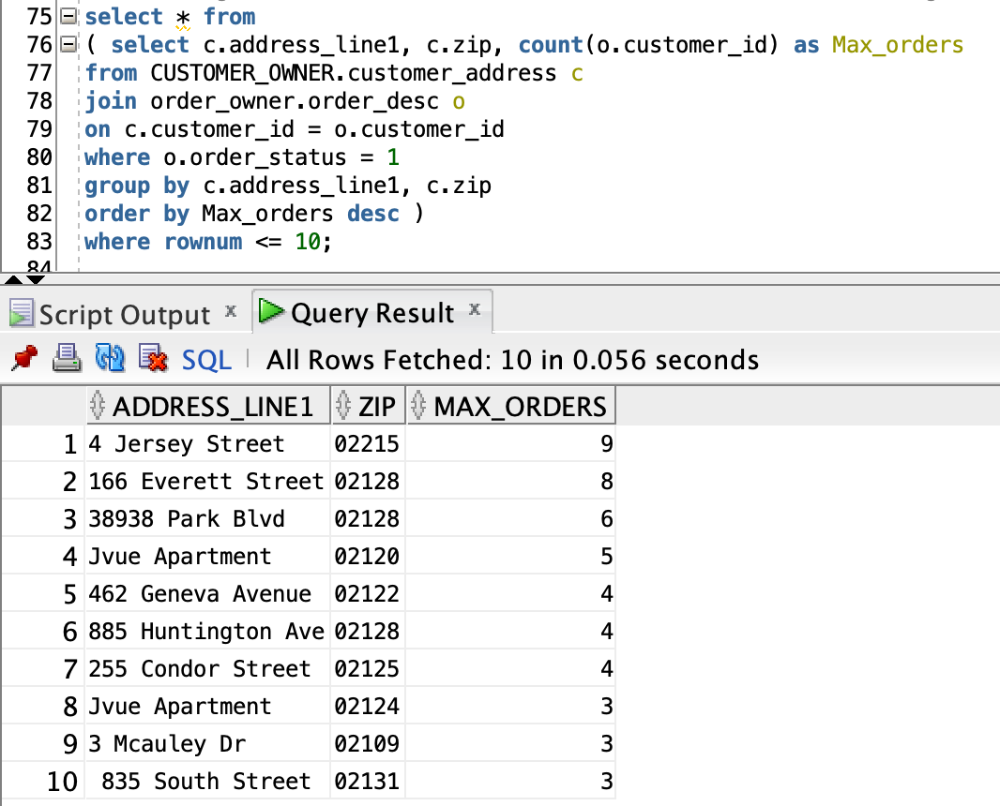 75 select * from
76 ( select c.address_line1, c.zip, count(o.customer_id) as Max_orders
77 from CUSTOMER_OWNER.customer_address c
78 join order_owner.order_desc o
79 on c.customer_id = o.customer_id
80 where o.order_status = 1
81 group by c.address_line1, c.zip
82 order by Max_orders desc )
83 where rownum <= 10;
84
Script Output x Query Result x
SQL | All Rows Fetched: 10 in 0.056 seconds
ADDRESS_LINE1 ZIP MAX_ORDERS
1 4 Jersey Street 02215 9
2 166 Everett Street 02128 8
3 38938 Park Blvd 02128 6
4 Jvue Apartment 02120 5
5 462 Geneva Avenue 02122 4
6 885 Huntington Ave 02128 4
7 255 Condor Street 02125 4
8 Jvue Apartment 02124 3
9 3 Mcauley Dr 02109 3
10 835 South Street 02131 3